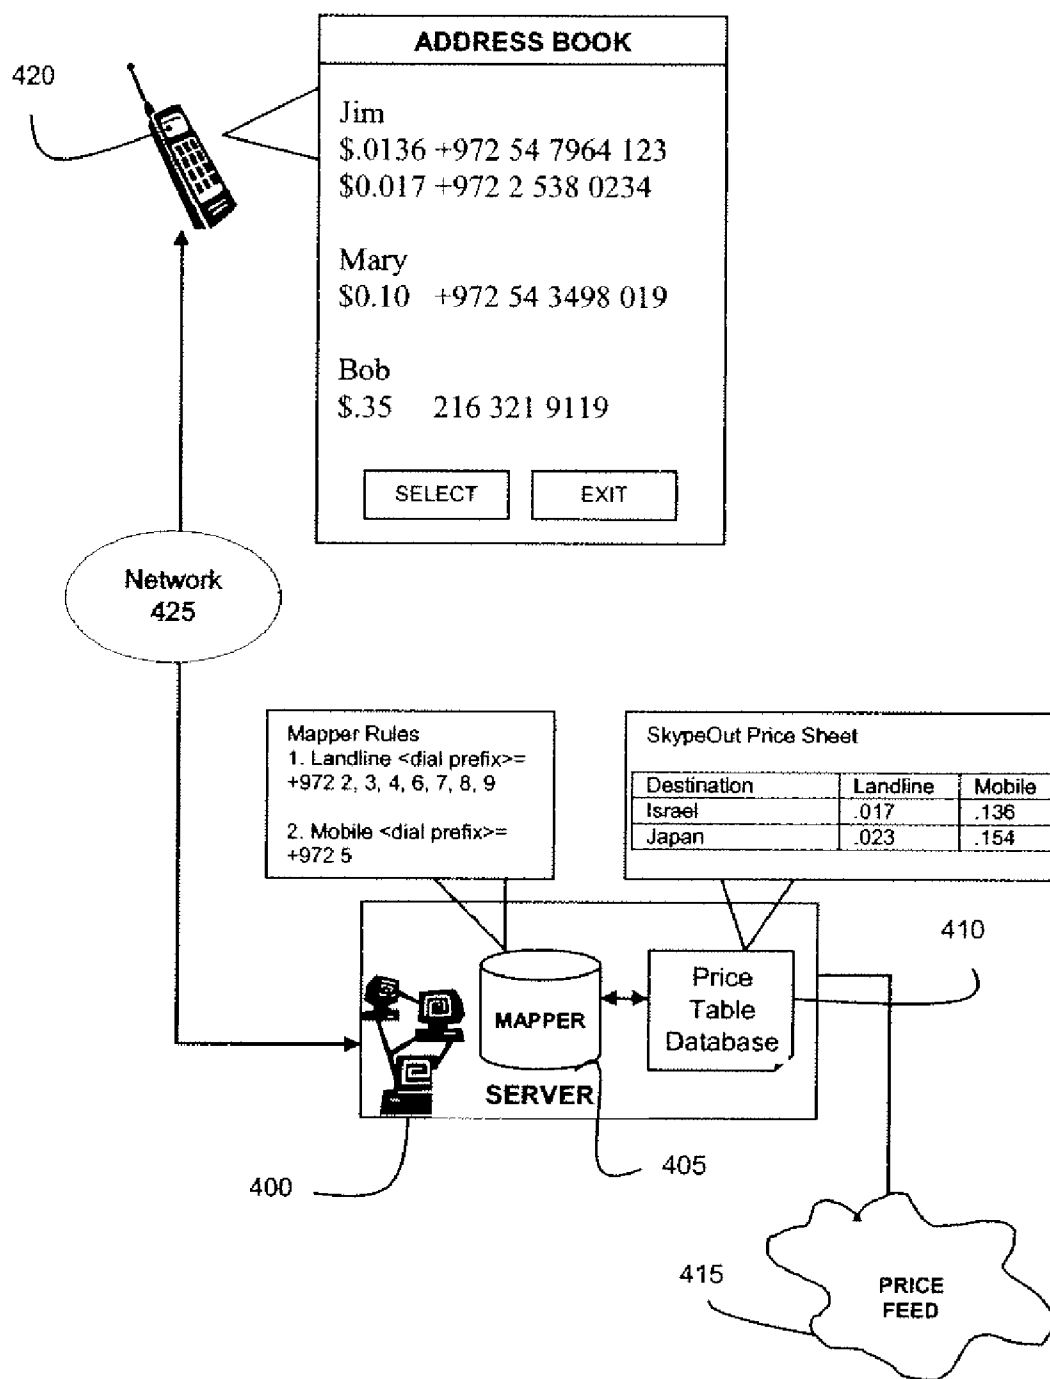 ADDRESS BOOK
420
Jim
$.0136 +972 54 7964 123
$0.017 +972 2 538 0234
Mary
$0.10 +972 54 3498 019
Bob
$.35 216 321 9119
SELECT EXIT
Network
425
Mapper Rules
1. Landline <dial prefix>=
+972 2, 3, 4, 6, 7, 8, 9
2. Mobile <dial prefix>=
+972 5
SkypeOut Price Sheet
Destination Landline Mobile
Israel .017 .136
Japan .023 .154
410
Price
Table
Database
MAPPER
SERVER
405
400
415
PRICE
FEED